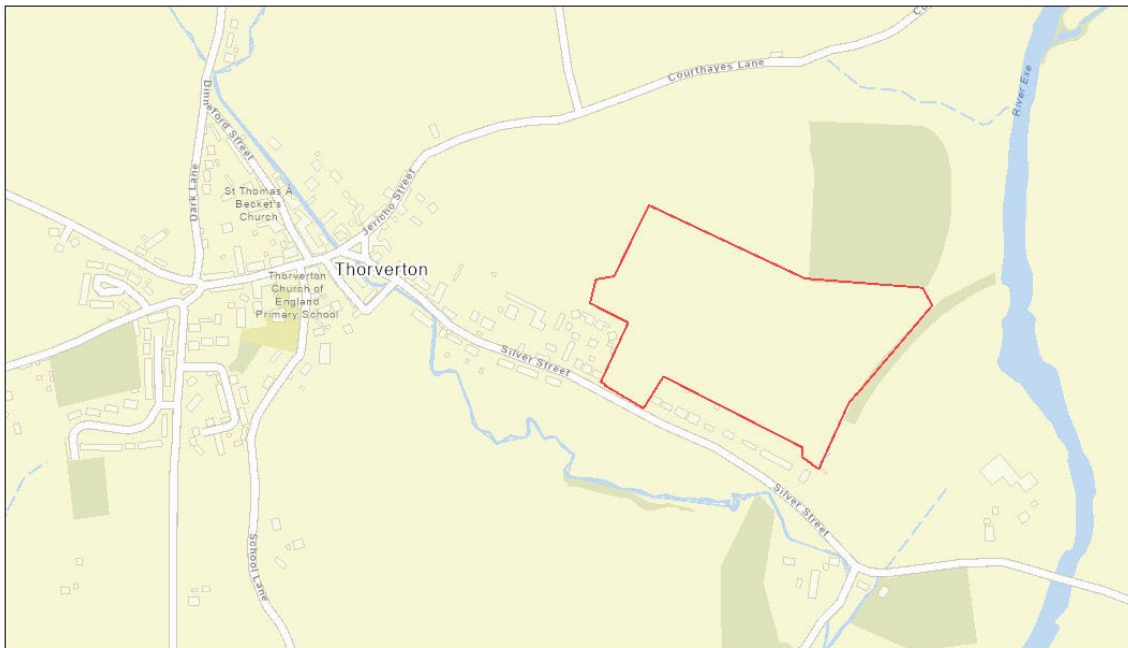 Co
Courthayes Lane
River Exe
Dinneford Street
Dark Lane
St Thomas A
Becket's
Church
Jericho Street
Thorverton
Thorverton
Church of
England
Primary School
Silver Street
Silver Street
School Lane